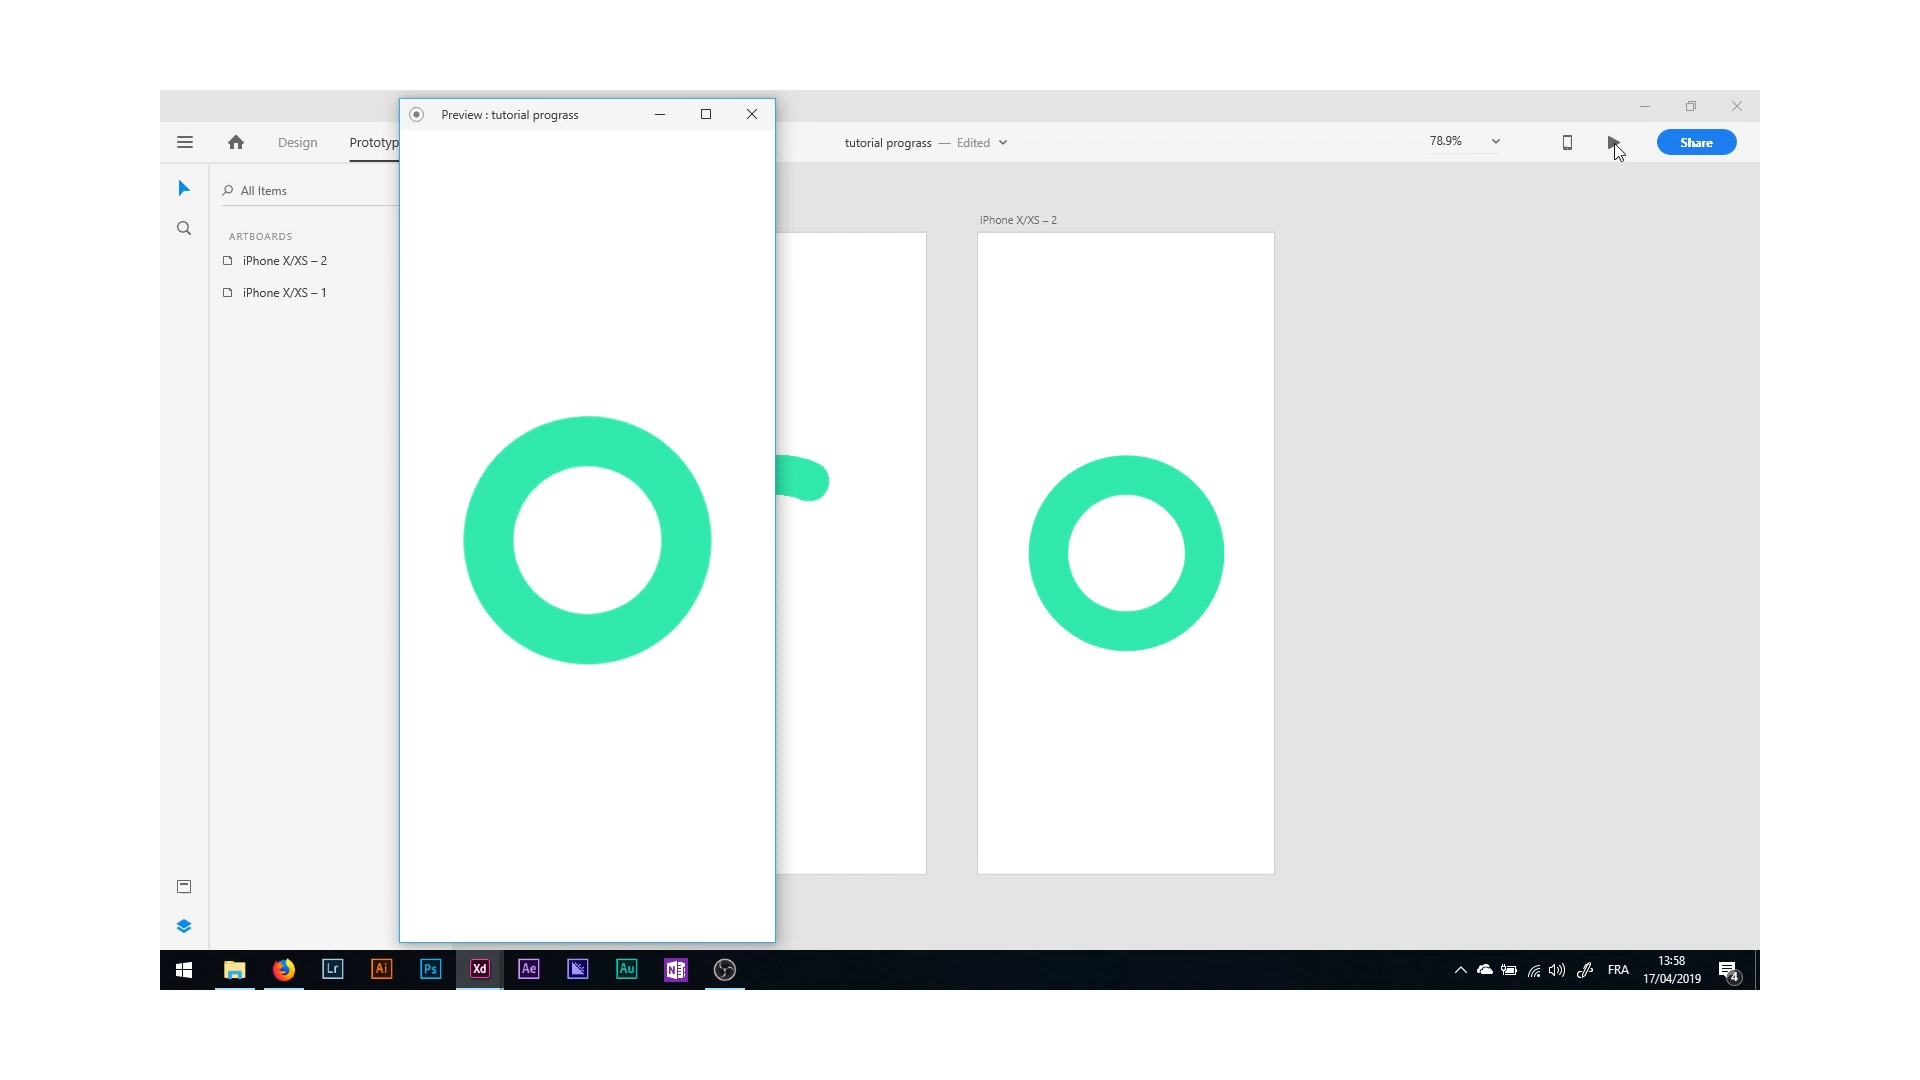 Preview : tutorial prograss
Design
Prototyp
tutorial prograss — Edited
78.9%
Share
All Items
ARTBOARDS
iPhone X/XS – 2
iPhone X/XS – 1
iPhone X/XS – 2
Lr
Ai
Ps
Xd
Ae
Au
N
FRA
13:58
17/04/2019
4